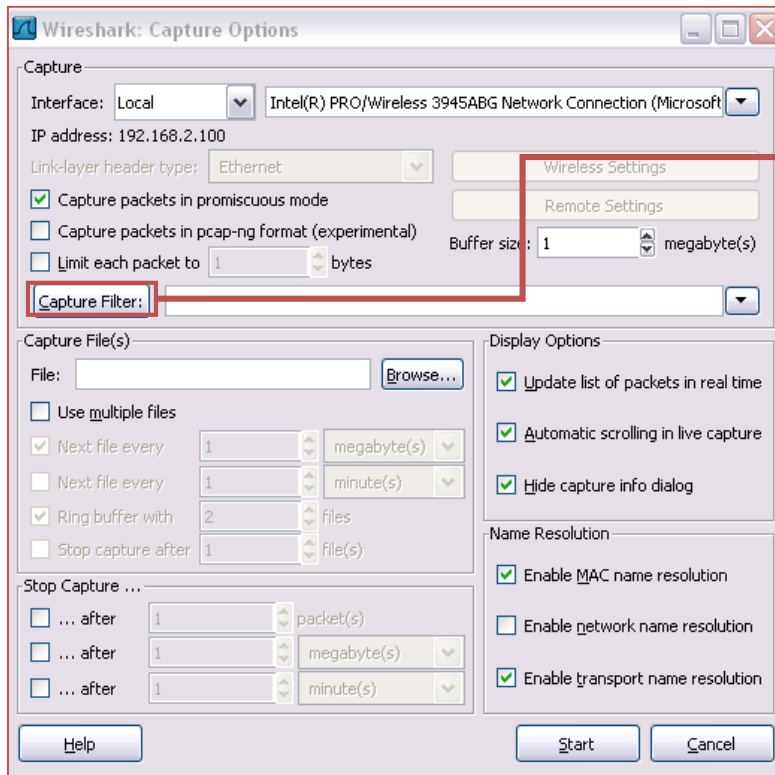 Wireshark: Capture Options
Capture
Interface: Local Intel(R) PRO/Wireless 3945ABG Network Connection (Microsoft
IP address: 192.168.2.100
Link-layer header type: Ethernet Wireless Settings
Capture packets in promiscuous mode Remote Settings
Capture packets in pcap-ng format (experimental) Buffer size: 1 megabyte(s)
Limit each packet to 1 bytes
Capture Filter:
Capture File(s)
File: Browse...
Use multiple files
Next file every 1 megabyte(s)
Next file every 1 minute(s)
Ring buffer with 2 files
Stop capture after 1 file(s)
Stop Capture ...
... after 1 packet(s)
... after 1 megabyte(s)
... after 1 minute(s)
Display Options
Update list of packets in real time
Automatic scrolling in live capture
Hide capture info dialog
Name Resolution
Enable MAC name resolution
Enable network name resolution
Enable transport name resolution
Help Start Cancel